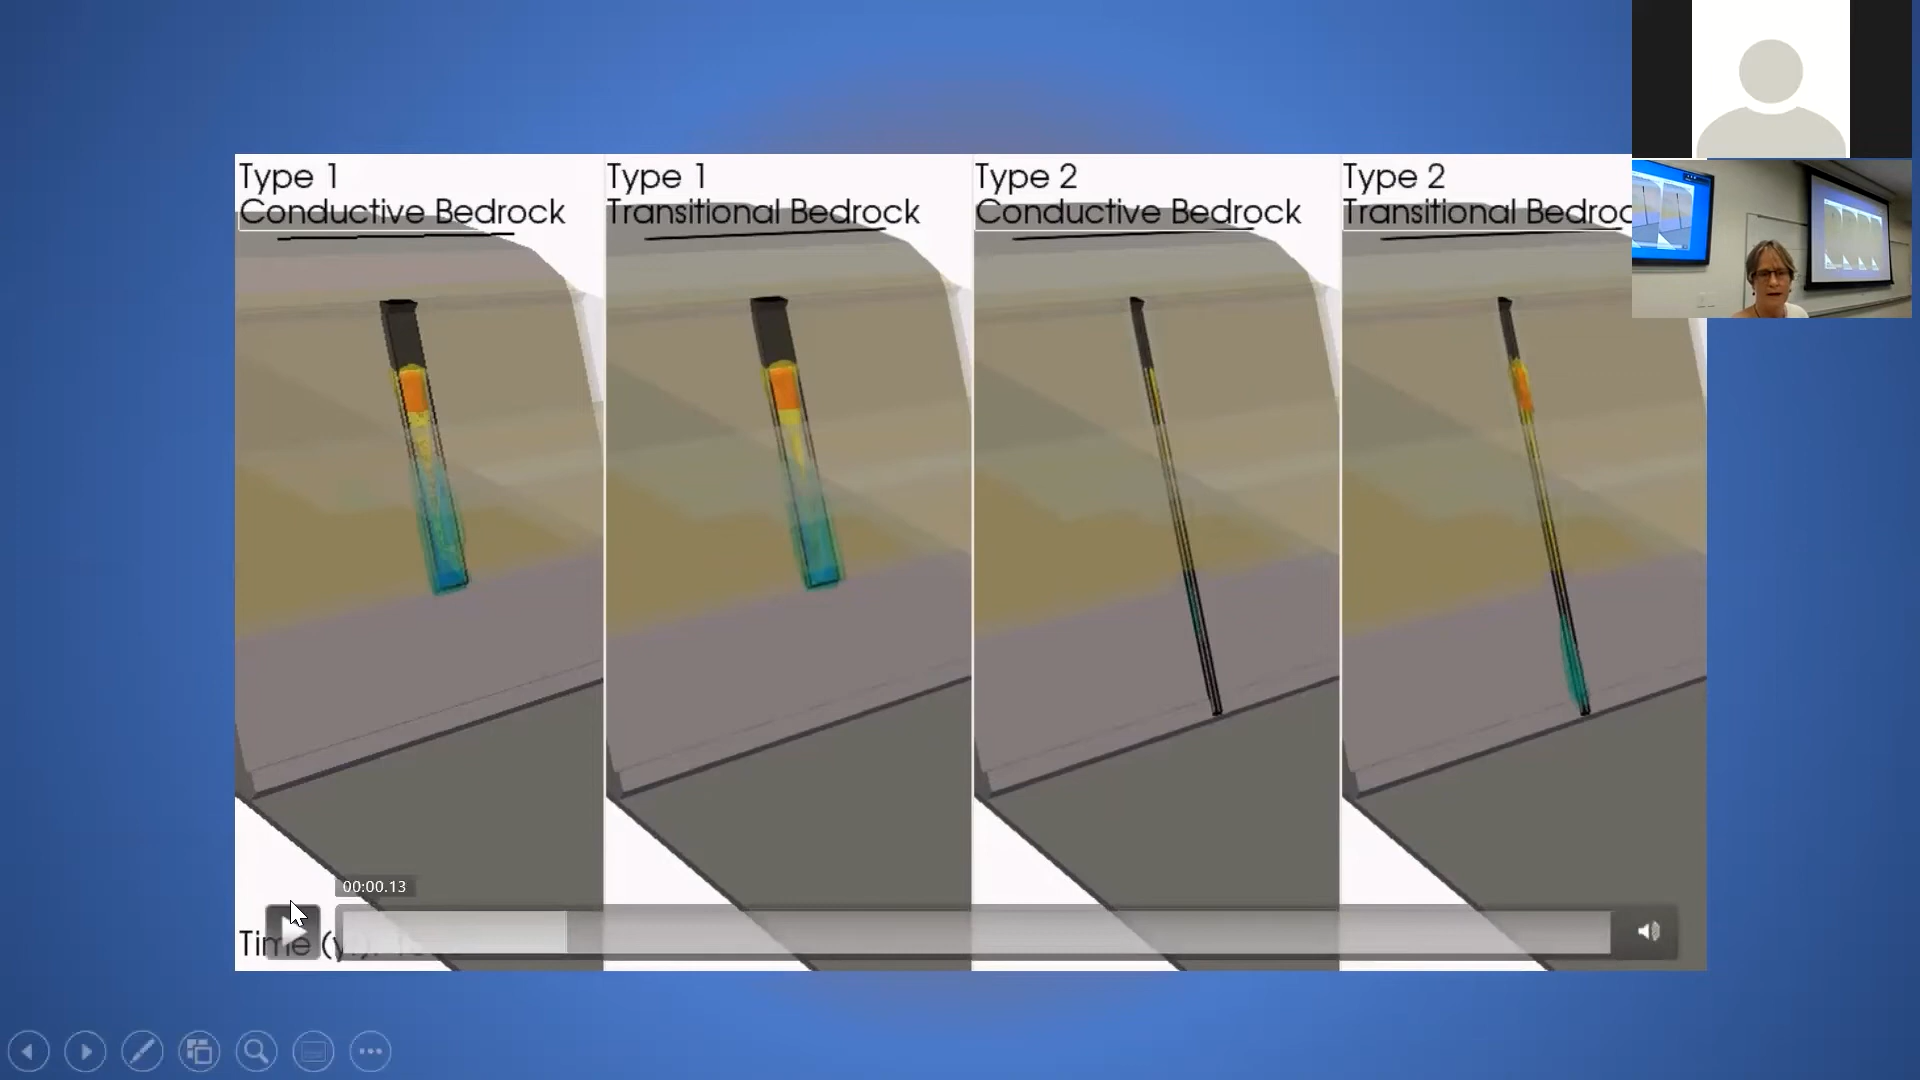 Type 1
Conductive Bedrock
Type 1
Transitional Bedrock
Type 2
Conductive Bedrock
Type 2
Transitional Bedroc
00:00.13
Time (y